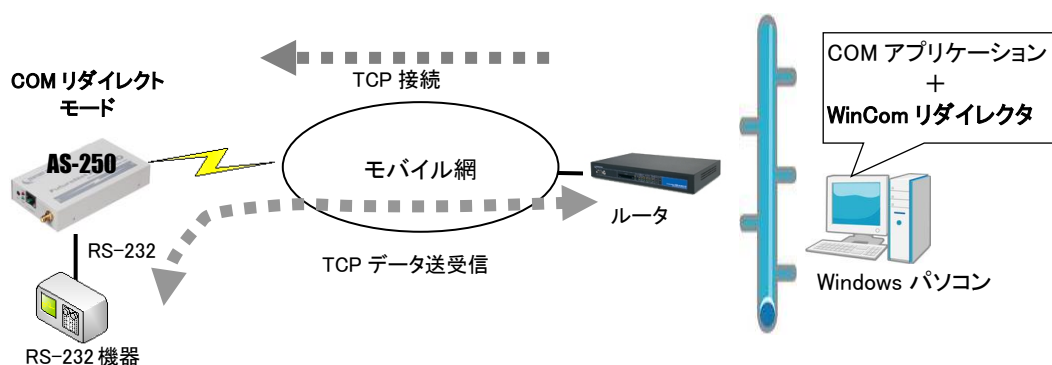 TCP 接続
COM リダイレクト
モード
AS-250
モバイル網
ルータ
COM アプリケーション
＋
WinCom リダイレクタ
RS-232
TCP データ送受信
Windows パソコン
RS-232 機器